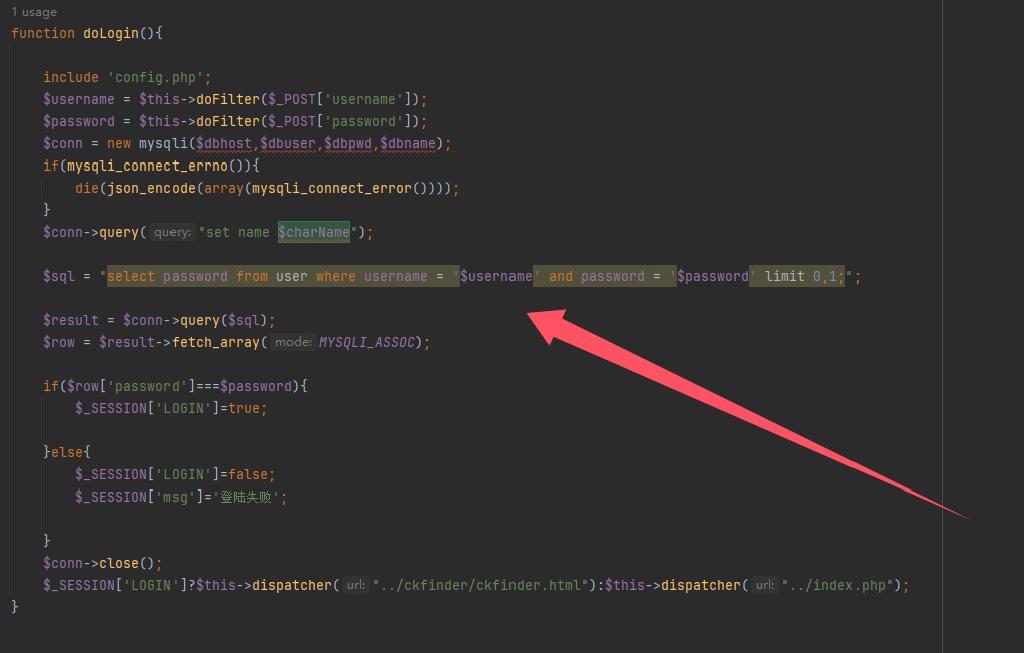 1 usage
function doLogin(){
include 'config.php';
$username = $this->doFilter($_POST['username']);
$password = $this->doFilter($_POST['password']);
$conn = new mysqli($dbhost,$dbuser,$dbpwd,$dbname);
if(mysqli_connect_errno()){
die(json_encode(array(mysqli_connect_error())));
}
$conn->query( query: "set name $charName");
$sql = "select password from user where username = '$username' and password = '$password' limit 0,1;";
$result = $conn->query($sql);
$row = $result->fetch_array( mode: MYSQLI_ASSOC);
if($row['password']===$password){
$_SESSION['LOGIN']=true;
}else{
$_SESSION['LOGIN']=false;
$_SESSION['msg']='登陆失败';
}
$conn->close();
$_SESSION['LOGIN']?$this->dispatcher( url: "../ckfinder/ckfinder.html"):$this->dispatcher( url: "../index.php");
}